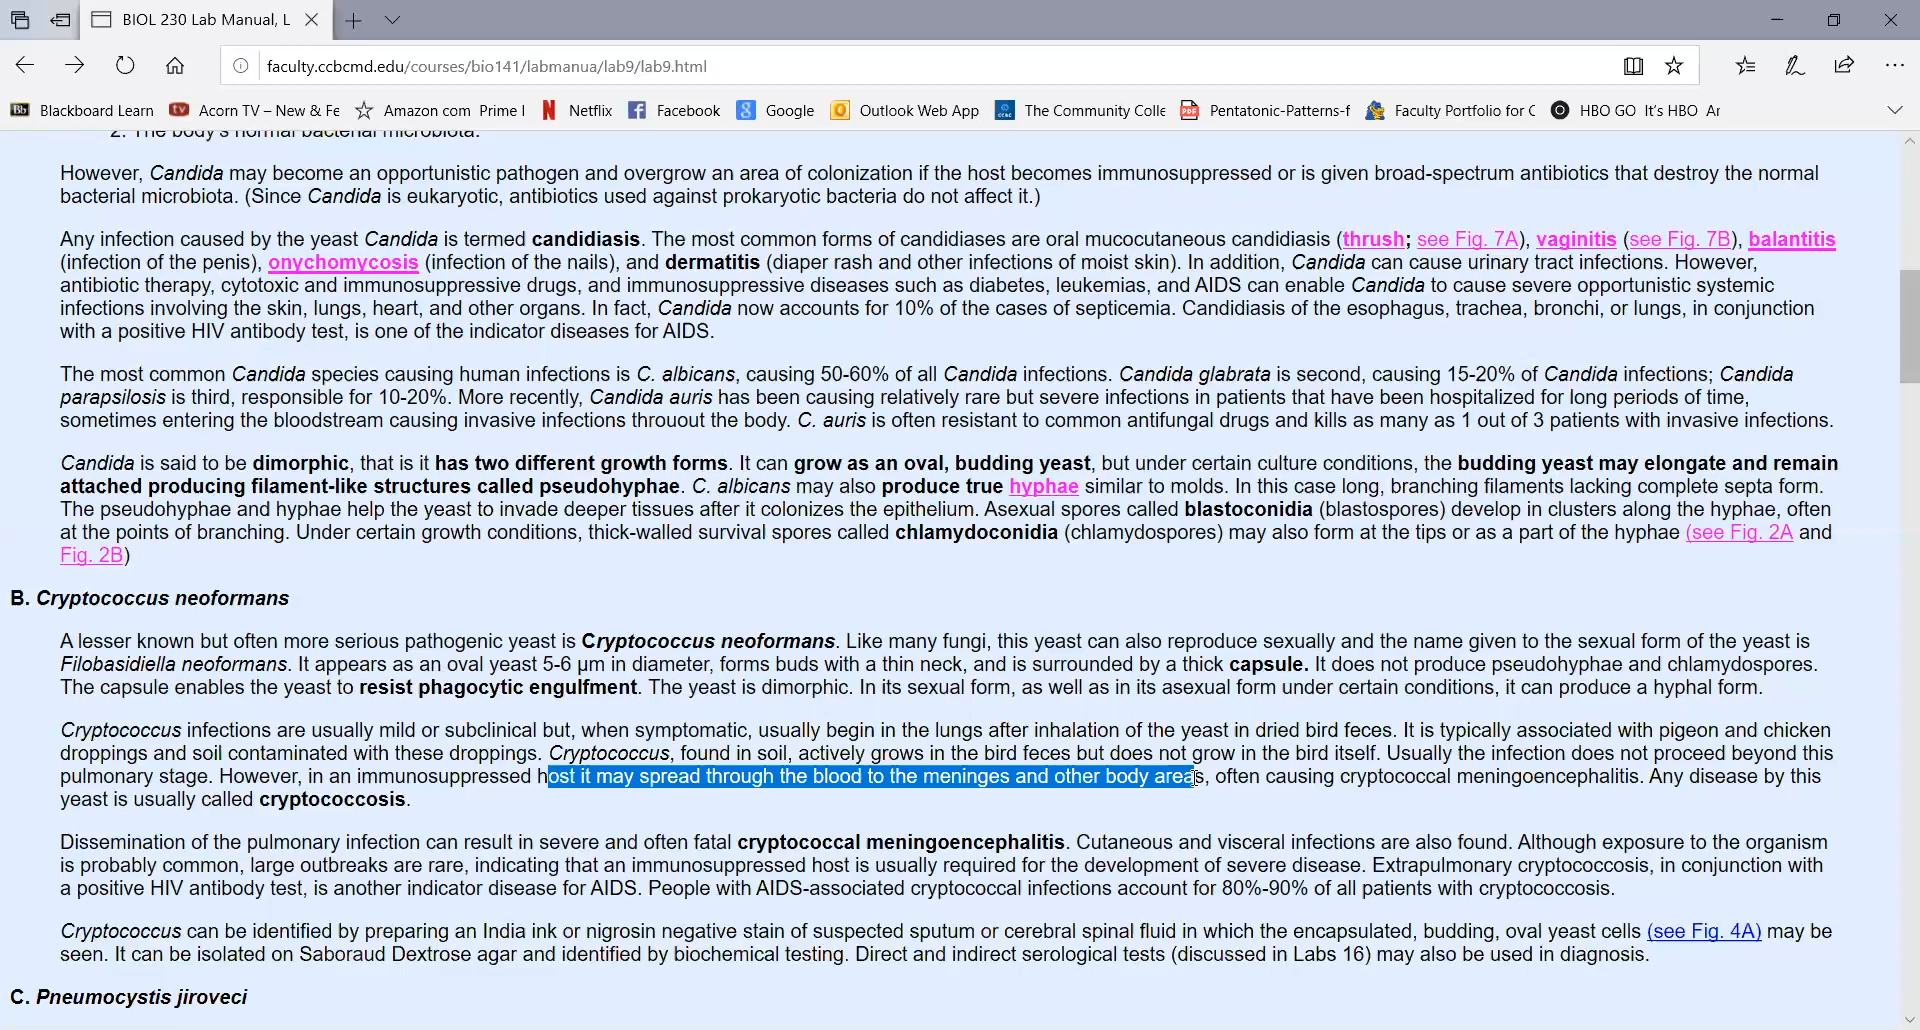 BIOL 230 Lab Manual, L
faculty.ccbcmd.edu/courses/bio141/labmanua/lab9/lab9.html
Blackboard Learn Acorn TV – New & Fe Amazon com Prime I Netflix Facebook Google Outlook Web App The Community Colle Pentatonic-Patterns-f Faculty Portfolio for C HBO GO It's HBO Ar
2. The body's normal bacterial microbiota.
However, Candida may become an opportunistic pathogen and overgrow an area of colonization if the host becomes immunosuppressed or is given broad-spectrum antibiotics that destroy the normal
bacterial microbiota. (Since Candida is eukaryotic, antibiotics used against prokaryotic bacteria do not affect it.)
Any infection caused by the yeast Candida is termed candidiasis. The most common forms of candidiases are oral mucocutaneous candidiasis (thrush; see Fig. 7A), vaginitis (see Fig. 7B), balantitis
(infection of the penis), onychomycosis (infection of the nails), and dermatitis (diaper rash and other infections of moist skin). In addition, Candida can cause urinary tract infections. However,
antibiotic therapy, cytotoxic and immunosuppressive drugs, and immunosuppressive diseases such as diabetes, leukemias, and AIDS can enable Candida to cause severe opportunistic systemic
infections involving the skin, lungs, heart, and other organs. In fact, Candida now accounts for 10% of the cases of septicemia. Candidiasis of the esophagus, trachea, bronchi, or lungs, in conjunction
with a positive HIV antibody test, is one of the indicator diseases for AIDS.
The most common Candida species causing human infections is C. albicans, causing 50-60% of all Candida infections. Candida glabrata is second, causing 15-20% of Candida infections; Candida
parapsilosis is third, responsible for 10-20%. More recently, Candida auris has been causing relatively rare but severe infections in patients that have been hospitalized for long periods of time,
sometimes entering the bloodstream causing invasive infections throuout the body. C. auris is often resistant to common antifungal drugs and kills as many as 1 out of 3 patients with invasive infections.
Candida is said to be dimorphic, that is it has two different growth forms. It can grow as an oval, budding yeast, but under certain culture conditions, the budding yeast may elongate and remain
attached producing filament-like structures called pseudohyphae. C. albicans may also produce true hyphae similar to molds. In this case long, branching filaments lacking complete septa form.
The pseudohyphae and hyphae help the yeast to invade deeper tissues after it colonizes the epithelium. Asexual spores called blastoconidia (blastospores) develop in clusters along the hyphae, often
at the points of branching. Under certain growth conditions, thick-walled survival spores called chlamydoconidia (chlamydospores) may also form at the tips or as a part of the hyphae (see Fig. 2A and
Fig. 2B)
B. Cryptococcus neoformans
A lesser known but often more serious pathogenic yeast is Cryptococcus neoformans. Like many fungi, this yeast can also reproduce sexually and the name given to the sexual form of the yeast is
Filobasidiella neoformans. It appears as an oval yeast 5-6 µm in diameter, forms buds with a thin neck, and is surrounded by a thick capsule. It does not produce pseudohyphae and chlamydospores.
The capsule enables the yeast to resist phagocytic engulfment. The yeast is dimorphic. In its sexual form, as well as in its asexual form under certain conditions, it can produce a hyphal form.
Cryptococcus infections are usually mild or subclinical but, when symptomatic, usually begin in the lungs after inhalation of the yeast in dried bird feces. It is typically associated with pigeon and chicken
droppings and soil contaminated with these droppings. Cryptococcus, found in soil, actively grows in the bird feces but does not grow in the bird itself. Usually the infection does not proceed beyond this
pulmonary stage. However, in an immunosuppressed host it may spread through the blood to the meninges and other body areas, often causing cryptococcal meningoencephalitis. Any disease by this
yeast is usually called cryptococcosis.
Dissemination of the pulmonary infection can result in severe and often fatal cryptococcal meningoencephalitis. Cutaneous and visceral infections are also found. Although exposure to the organism
is probably common, large outbreaks are rare, indicating that an immunosuppressed host is usually required for the development of severe disease. Extrapulmonary cryptococcosis, in conjunction with
a positive HIV antibody test, is another indicator disease for AIDS. People with AIDS-associated cryptococcal infections account for 80%-90% of all patients with cryptococcosis.
Cryptococcus can be identified by preparing an India ink or nigrosin negative stain of suspected sputum or cerebral spinal fluid in which the encapsulated, budding, oval yeast cells (see Fig. 4A) may be
seen. It can be isolated on Saboraud Dextrose agar and identified by biochemical testing. Direct and indirect serological tests (discussed in Labs 16) may also be used in diagnosis.
C. Pneumocystis jiroveci